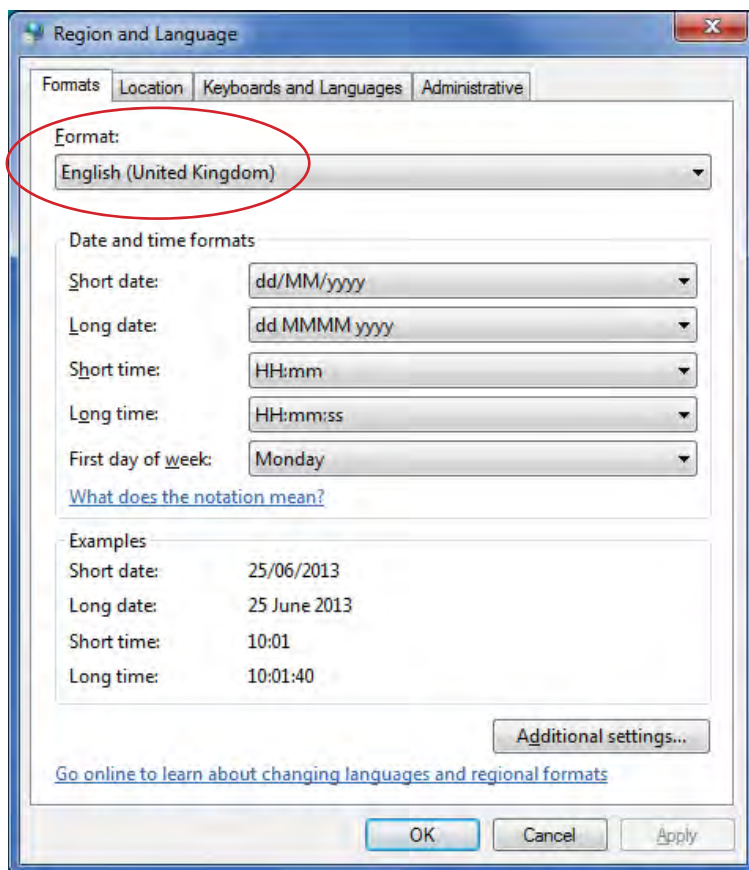 Region and Language
Formats Location Keyboards and Languages Administrative
Format:
English (United Kingdom)
Date and time formats
Short date: dd/MM/yyyy
Long date: dd MMMM yyyy
Short time: HH:mm
Long time: HH:mm:ss
First day of week: Monday
What does the notation mean?
Examples
Short date: 25/06/2013
Long date: 25 June 2013
Short time: 10:01
Long time: 10:01:40
Additional settings...
Go online to learn about changing languages and regional formats
OK Cancel Apply